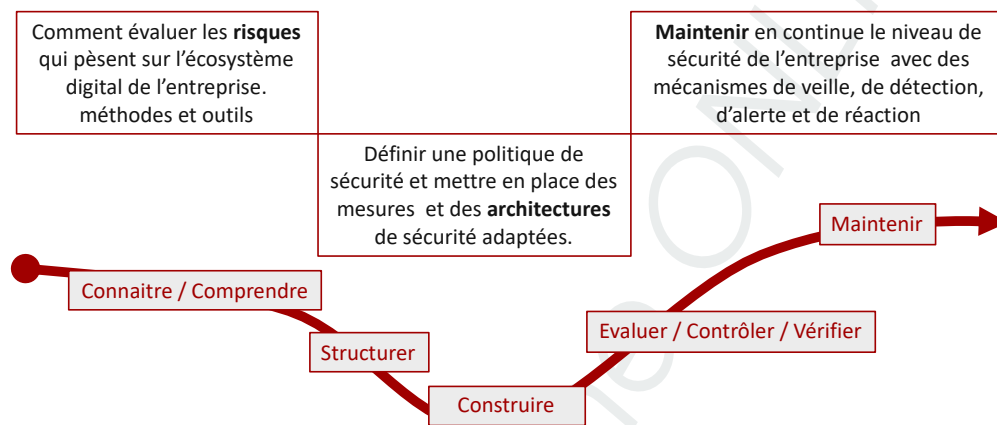 Comment évaluer les risques
qui pèsent sur l'écosystème
digital de l'entreprise.
méthodes et outils
Maintenir en continue le niveau de
sécurité de l'entreprise avec des
mécanismes de veille, de détection,
d'alerte et de réaction
Définir une politique de
sécurité et mettre en place des
mesures et des architectures
de sécurité adaptées.
Maintenir
Connaitre / Comprendre
Evaluer / Contrôler / Vérifier
Structurer
Construire